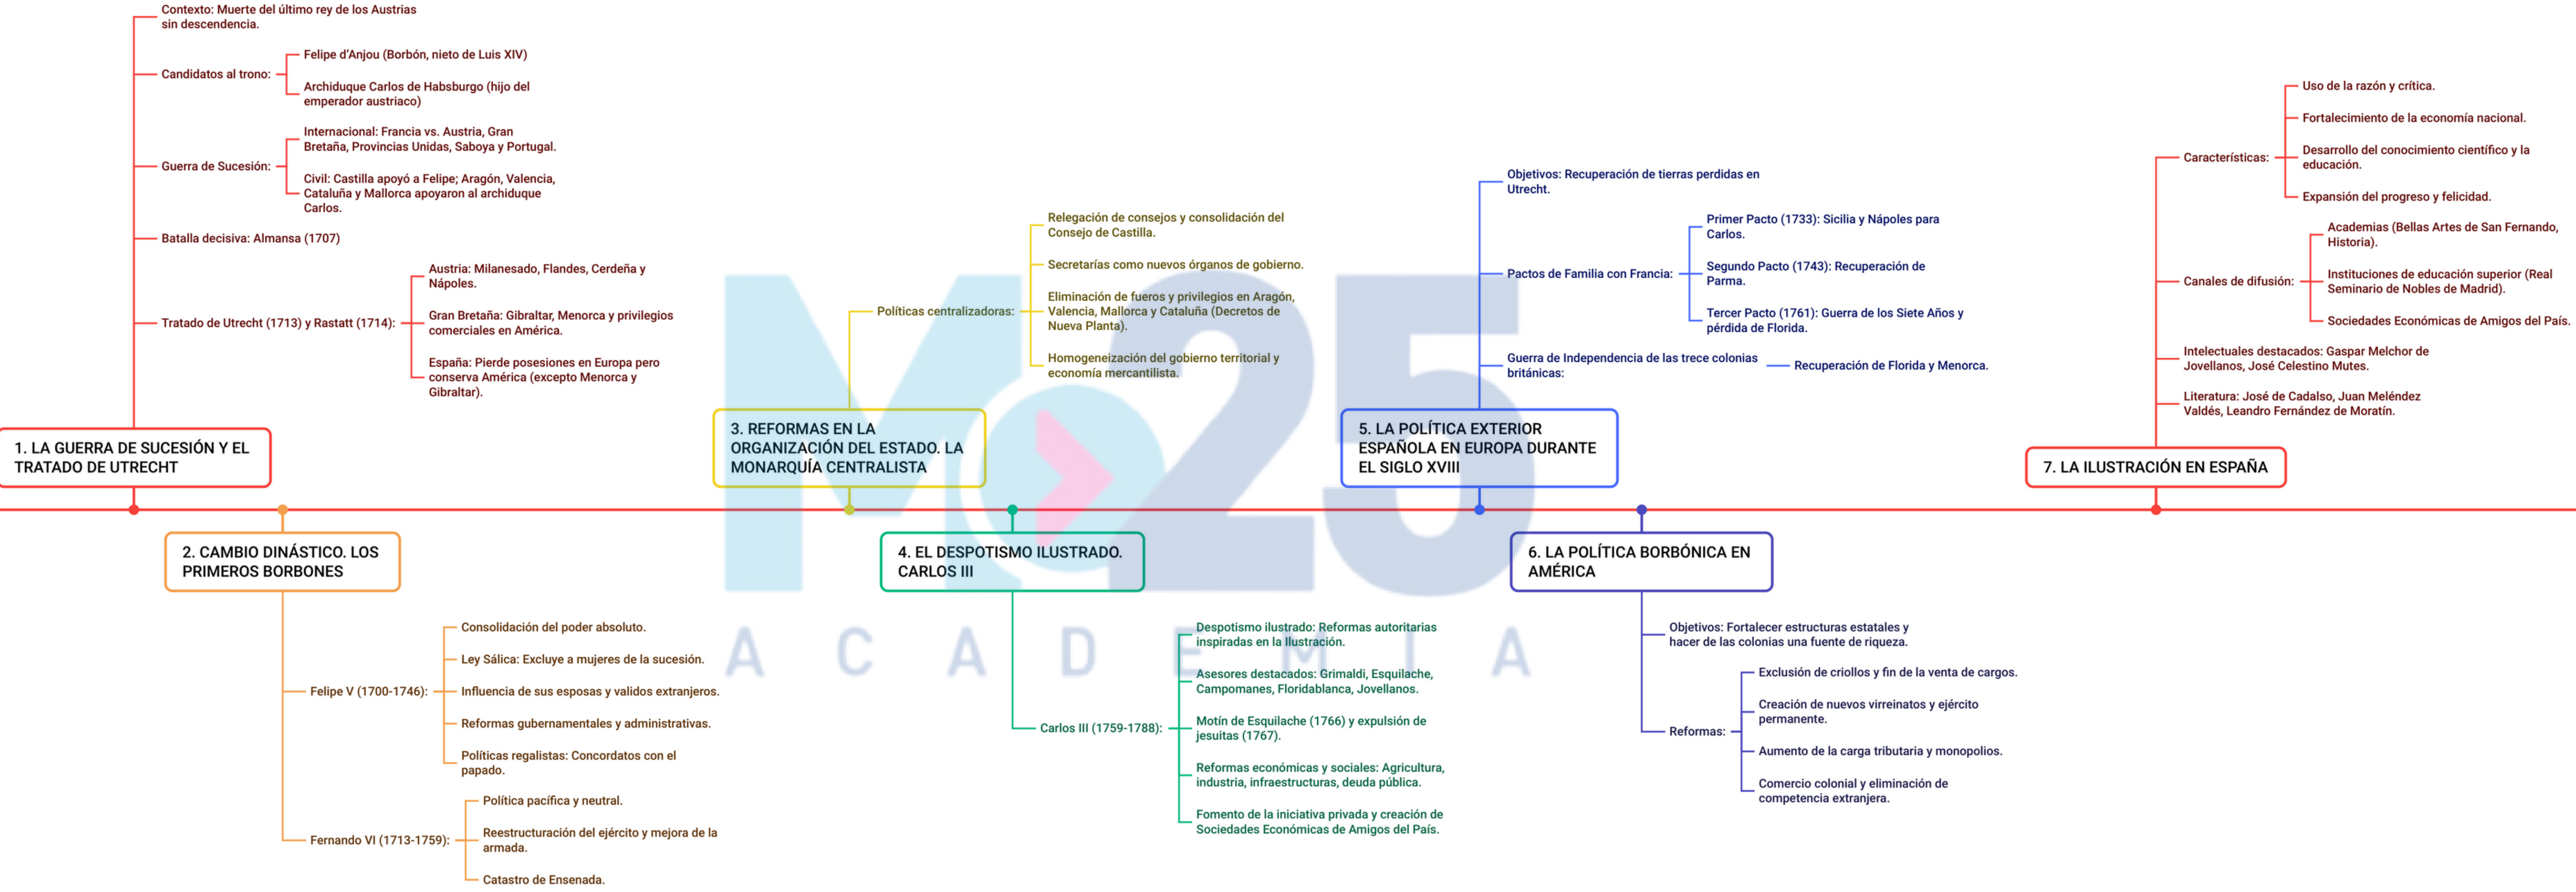 Contexto: Muerte del último rey de los Austrias
sin descendencia.
Candidatos al trono:
Felipe d'Anjou (Borbón, nieto de Luis XIV)
Archiduque Carlos de Habsburgo (hijo del
emperador austriaco)
Guerra de Sucesión:
Internacional: Francia vs. Austria, Gran
Bretaña, Provincias Unidas, Saboya y Portugal.
Civil: Castilla apoyó a Felipe; Aragón, Valencia,
Cataluña y Mallorca apoyaron al archiduque
Carlos.
Batalla decisiva: Almansa (1707)
Tratado de Utrecht (1713) y Rastatt (1714):
Austria: Milanesado, Flandes, Cerdeña y
Nápoles.
Gran Bretaña: Gibraltar, Menorca y privilegios
comerciales en América.
España: Pierde posesiones en Europa pero
conserva América (excepto Menorca y
Gibraltar).
1. LA GUERRA DE SUCESIÓN Y EL
TRATADO DE UTRECHT
2. CAMBIO DINÁSTICO. LOS
PRIMEROS BORBONES
Felipe V (1700-1746):
Consolidación del poder absoluto.
Ley Sálica: Excluye a mujeres de la sucesión.
Influencia de sus esposas y validos extranjeros.
Reformas gubernamentales y administrativas.
Políticas regalistas: Concordatos con el
papado.
Fernando VI (1713-1759):
Política pacífica y neutral.
Reestructuración del ejército y mejora de la
armada.
Catastro de Ensenada.
Políticas centralizadoras:
Relegación de consejos y consolidación del
Consejo de Castilla.
Secretarías como nuevos órganos de gobierno.
Eliminación de fueros y privilegios en Aragón,
Valencia, Mallorca y Cataluña (Decretos de
Nueva Planta).
Homogeneización del gobierno territorial y
economía mercantilista.
3. REFORMAS EN LA
ORGANIZACIÓN DEL ESTADO. LA
MONARQUÍA CENTRALISTA
4. EL DESPOTISMO ILUSTRADO.
CARLOS III
Carlos III (1759-1788):
Despotismo ilustrado: Reformas autoritarias
inspiradas en la Ilustración.
Asesores destacados: Grimaldi, Esquilache,
Campomanes, Floridablanca, Jovellanos.
Motín de Esquilache (1766) y expulsión de
jesuitas (1767).
Reformas económicas y sociales: Agricultura,
industria, infraestructuras, deuda pública.
Fomento de la iniciativa privada y creación de
Sociedades Económicas de Amigos del País.
Objetivos: Recuperación de tierras perdidas en
Utrecht.
Pactos de Familia con Francia:
Primer Pacto (1733): Sicilia y Nápoles para
Carlos.
Segundo Pacto (1743): Recuperación de
Parma.
Tercer Pacto (1761): Guerra de los Siete Años y
pérdida de Florida.
Guerra de Independencia de las trece colonias
británicas:
Recuperación de Florida y Menorca.
5. LA POLÍTICA EXTERIOR
ESPAÑOLA EN EUROPA DURANTE
EL SIGLO XVIII
6. LA POLÍTICA BORBÓNICA EN
AMÉRICA
Objetivos: Fortalecer estructuras estatales y
hacer de las colonias una fuente de riqueza.
Reformas:
Exclusión de criollos y fin de la venta de cargos.
Creación de nuevos virreinatos y ejército
permanente.
Aumento de la carga tributaria y monopolios.
Comercio colonial y eliminación de
competencia extranjera.
Características:
Uso de la razón y crítica.
Fortalecimiento de la economía nacional.
Desarrollo del conocimiento científico y la
educación.
Expansión del progreso y felicidad.
Canales de difusión:
Academias (Bellas Artes de San Fernando,
Historia).
Instituciones de educación superior (Real
Seminario de Nobles de Madrid).
Sociedades Económicas de Amigos del País.
Intelectuales destacados: Gaspar Melchor de
Jovellanos, José Celestino Mutes.
Literatura: José de Cadalso, Juan Meléndez
Valdés, Leandro Fernández de Moratín.
7. LA ILUSTRACIÓN EN ESPAÑA
M25
ACADEMIA